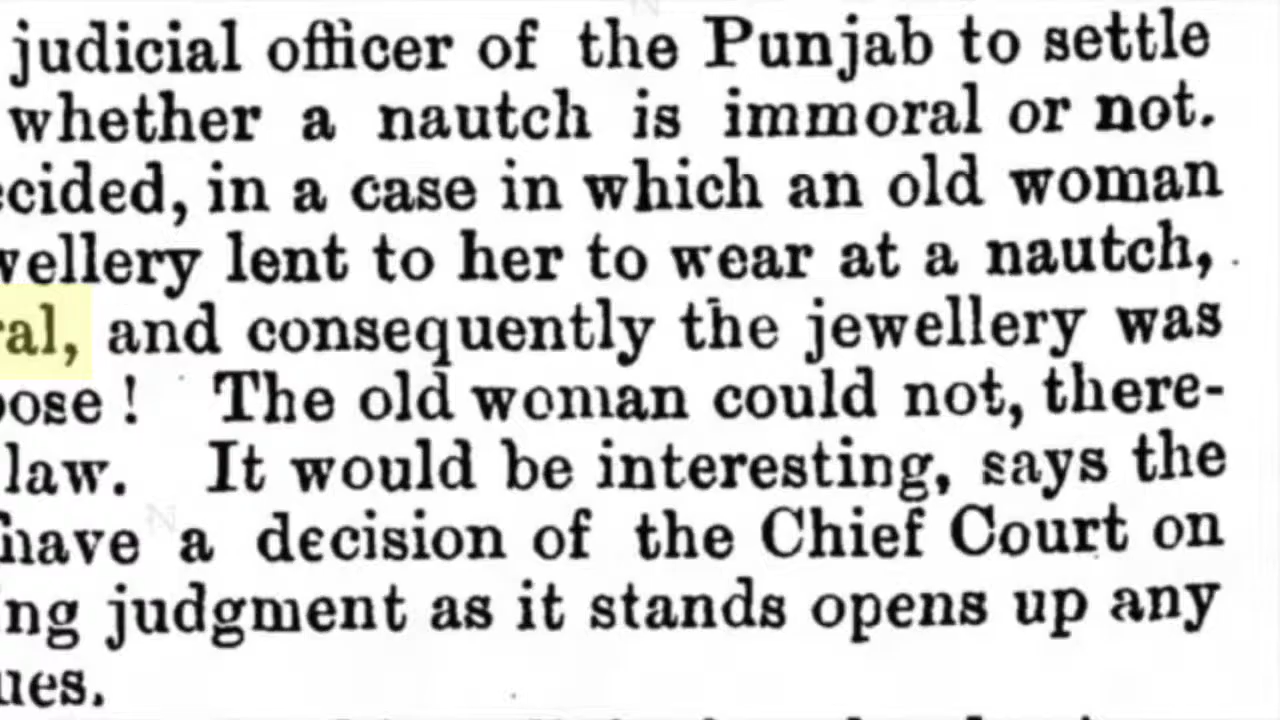 judicial officer of the Punjab to settle
whether a nautch is immoral or not.
cided, in a case in which an old woman
vellery lent to her to wear at a nautch,
ral, and consequently the jewellery was
pose ! The old woman could not, there-
law. It would be interesting, says the
have a decision of the Chief Court on
ng judgment as it stands opens up any
ues.